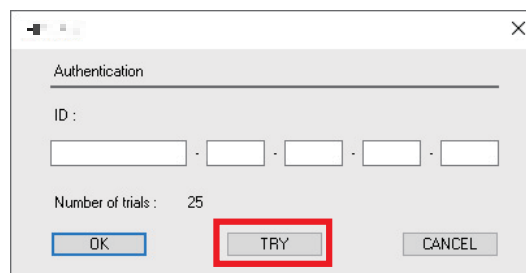 Authentication
ID :
- - - -
Number of trials : 25
OK TRY CANCEL